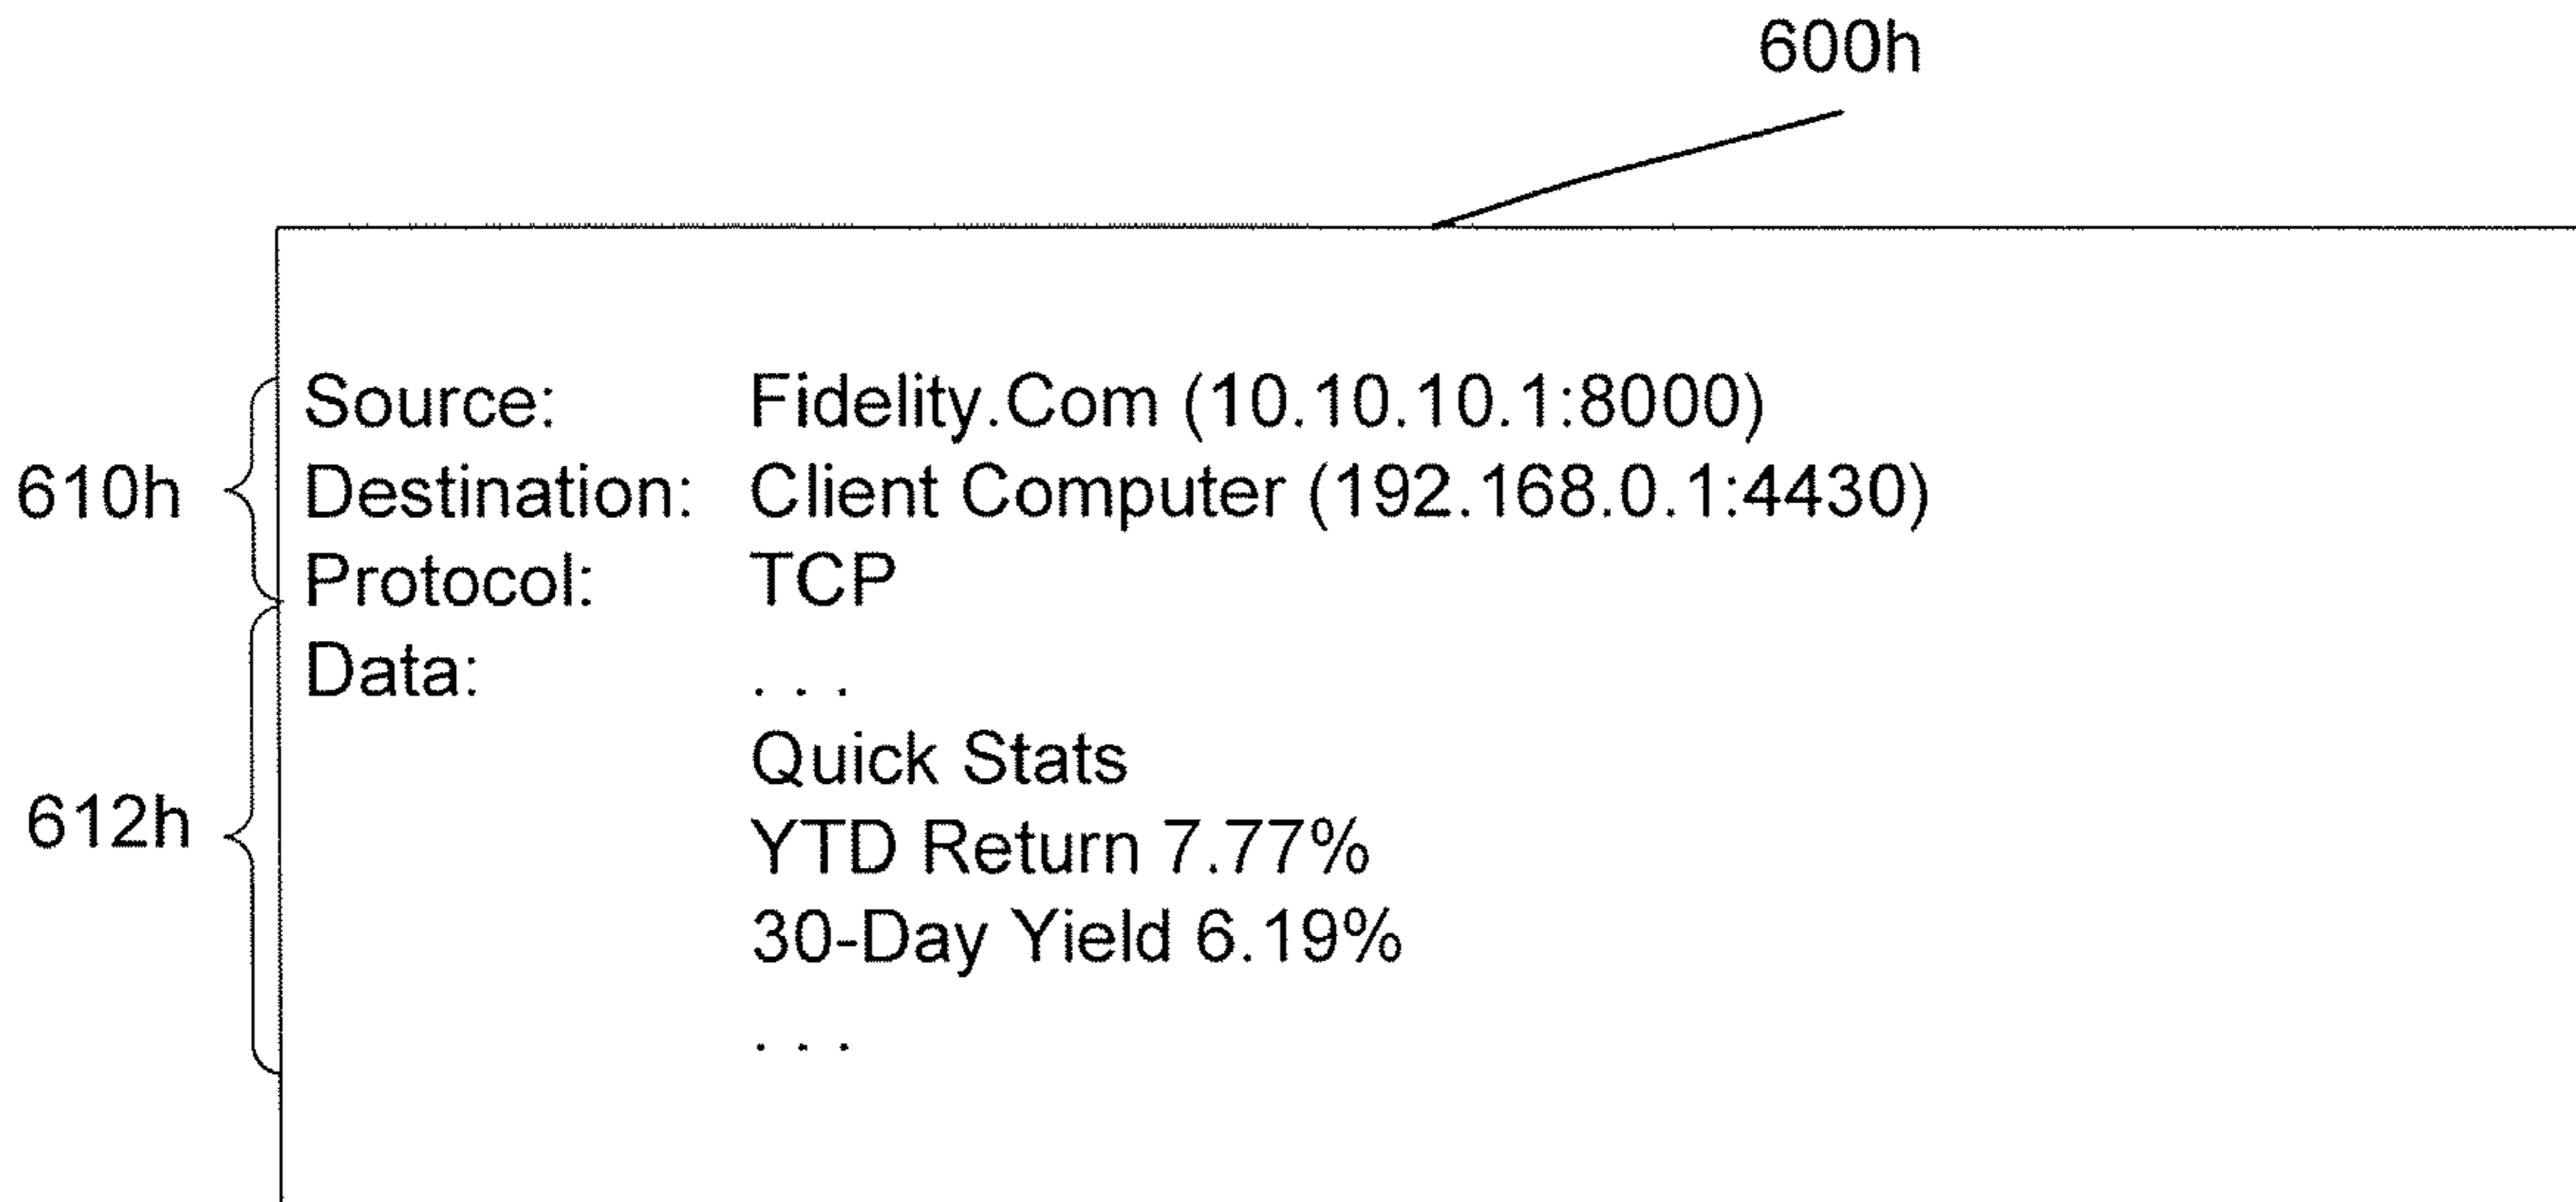 600h
Source: Fidelity.Com (10.10.10.1:8000)
610h Destination: Client Computer (192.168.0.1:4430)
Protocol: TCP
Data: . . .
Quick Stats
612h YTD Return 7.77%
30-Day Yield 6.19%
. . .